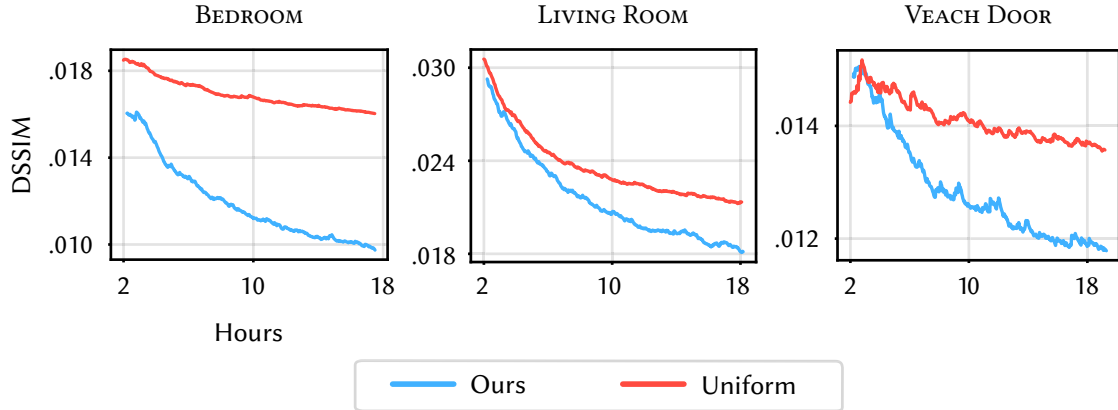 BEDROOM LIVING ROOM VEACH DOOR
DSSIM
.018
.014
.010
2 10 18
.030
.024
.018
2 10 18
.014
.012
2 10 18
Hours
Ours Uniform